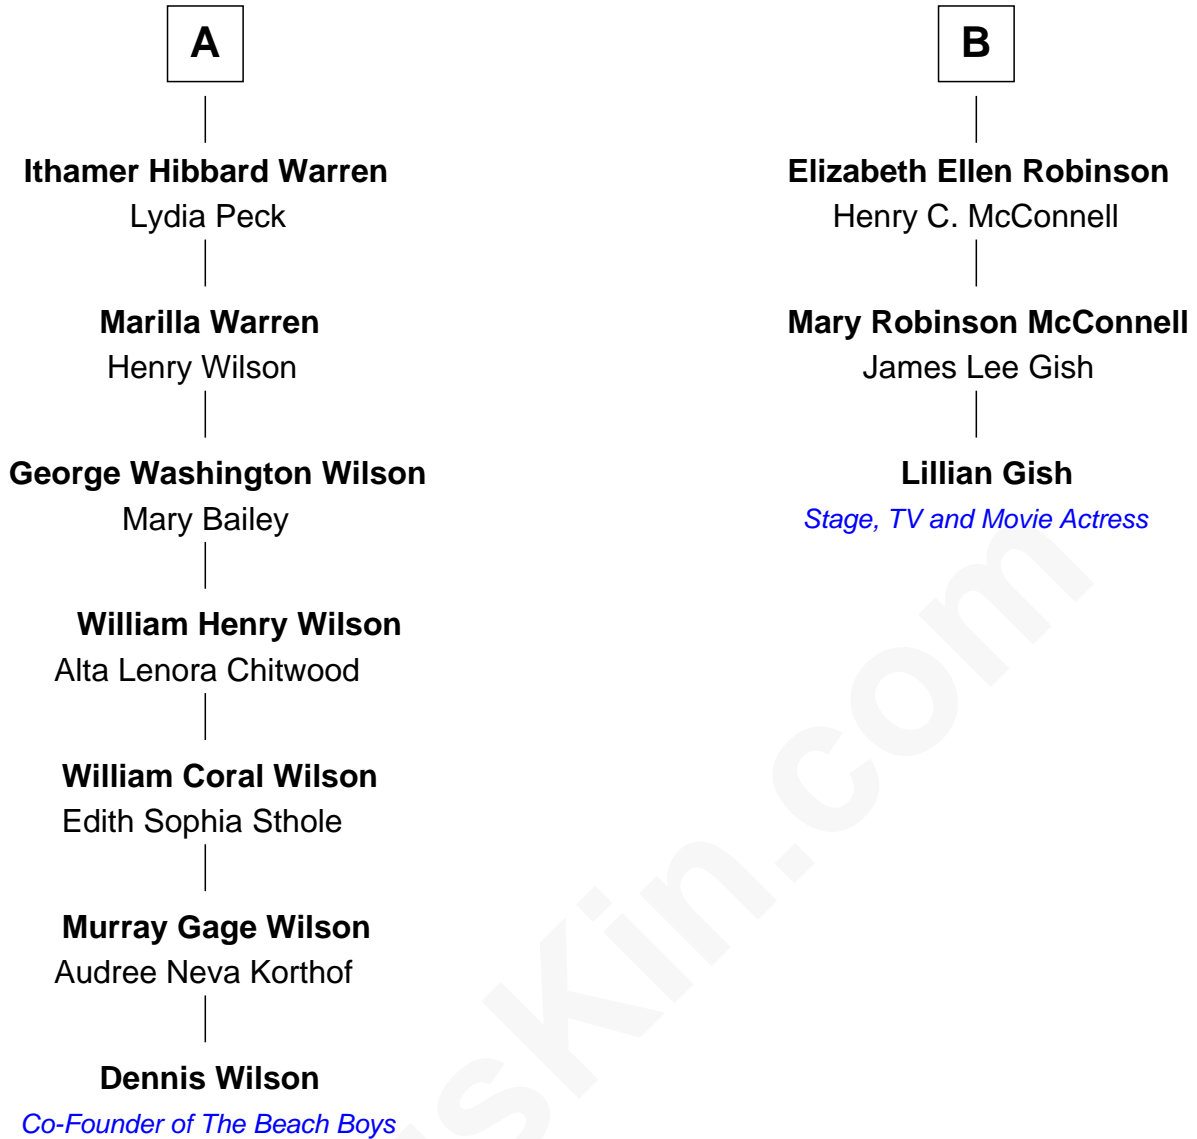 A
Ithamer Hibbard Warren
Lydia Peck
Marilla Warren
Henry Wilson
George Washington Wilson
Mary Bailey
William Henry Wilson
Alta Lenora Chitwood
William Coral Wilson
Edith Sophia Sthole
Murray Gage Wilson
Audree Neva Korthof
Dennis Wilson
Co-Founder of The Beach Boys
B
Elizabeth Ellen Robinson
Henry C. McConnell
Mary Robinson McConnell
James Lee Gish
Lillian Gish
Stage, TV and Movie Actress
sKin.com